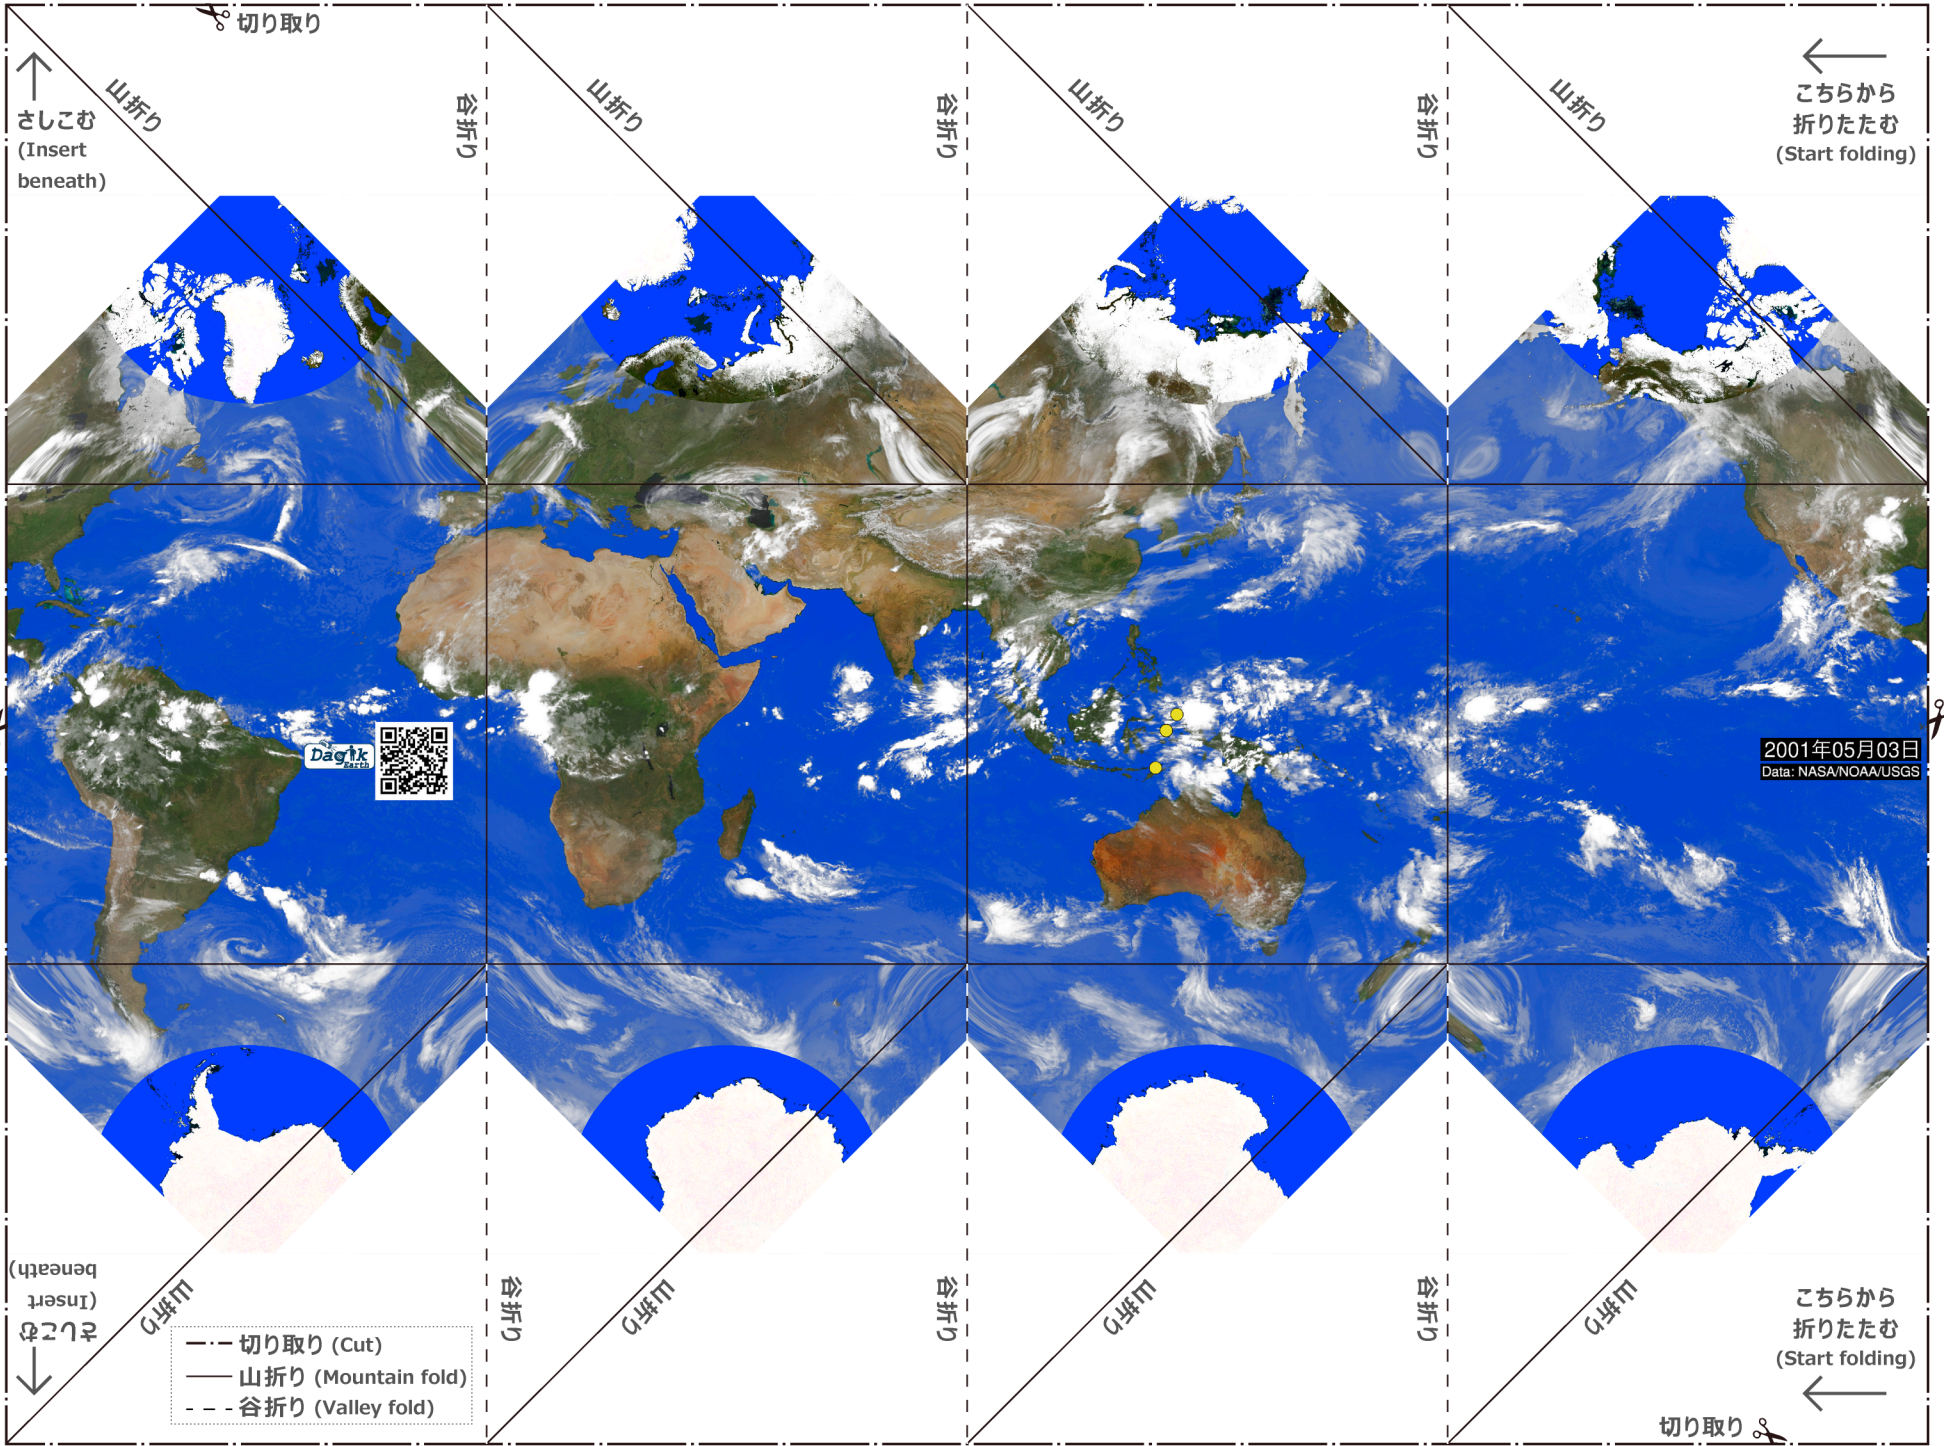 切り取り
山折り
谷折り
山折り
谷折り
山折り
谷折り
山折り
さしこむ
(Insert
beneath)
こちらから
折りたたむ
(Start folding)
Dagik
Earth
2001年05月03日
Data: NASA/NOAA/USGS
さしこむ
(Insert
beneath)
山折り
谷折り
山折り
谷折り
山折り
谷折り
山折り
切り取り (Cut)
山折り (Mountain fold)
谷折り (Valley fold)
こちらから
折りたたむ
(Start folding)
切り取り